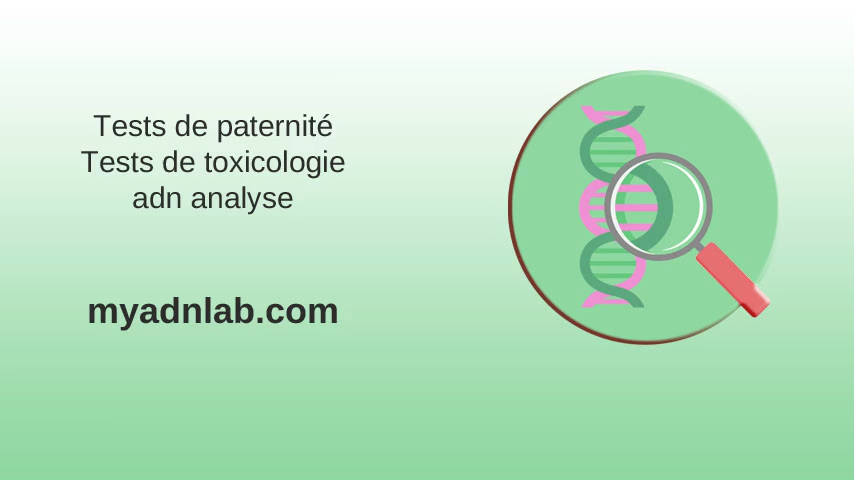 Tests de paternité
Tests de toxicologie
adn analyse
myadnlab.com